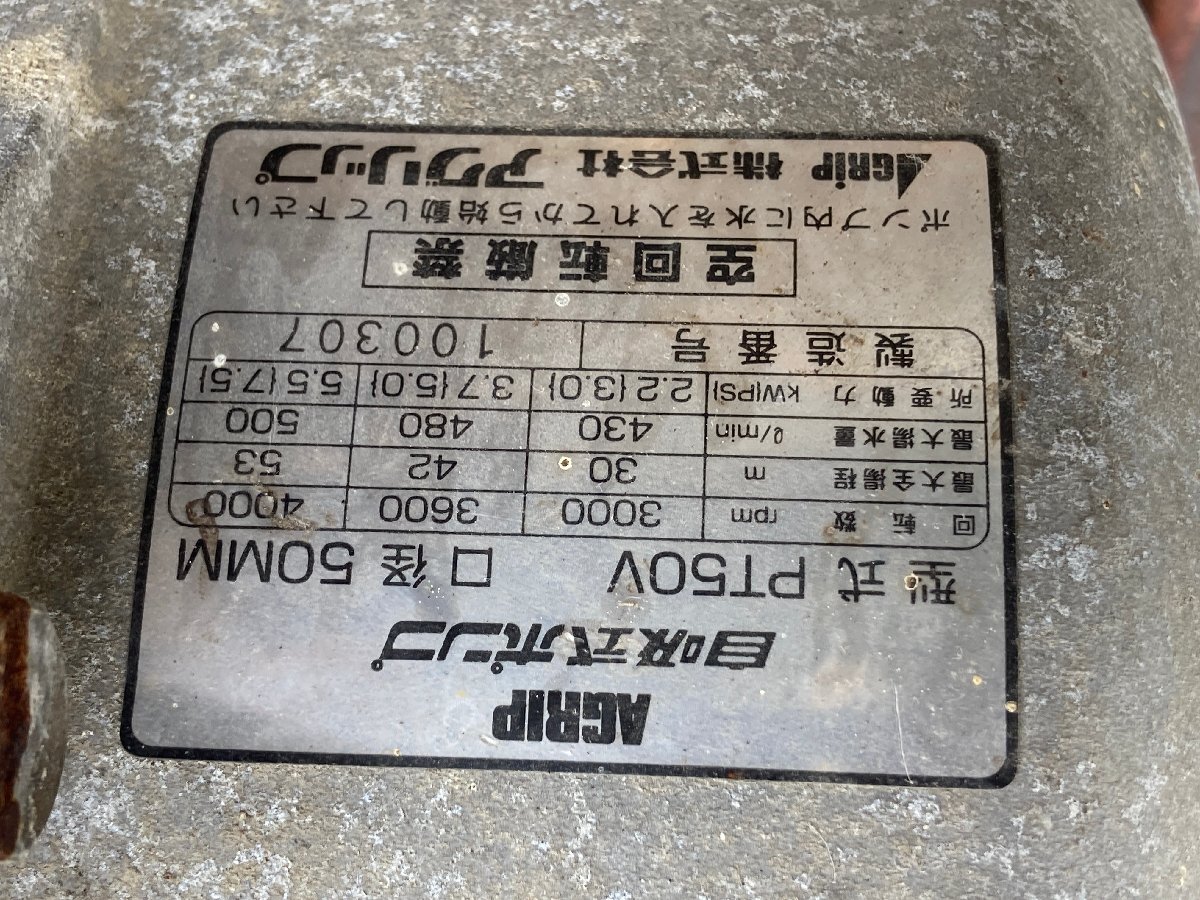 AGRIP
自吸式ポンプ
型式 PT50V 口径 50MM
回転数 rpm 3000 3600 4000
最大全揚程 m 30 42 53
最大揚水量 ℓ/min 430 480 500
所要動力 kW{PS} 2.2{3.0} 3.7{5.0} 5.5{7.5}
製造番号 100307
空回転厳禁
ポンプ内に水を入れてから始動して下さい
AGRiP 株式会社 アグリップ